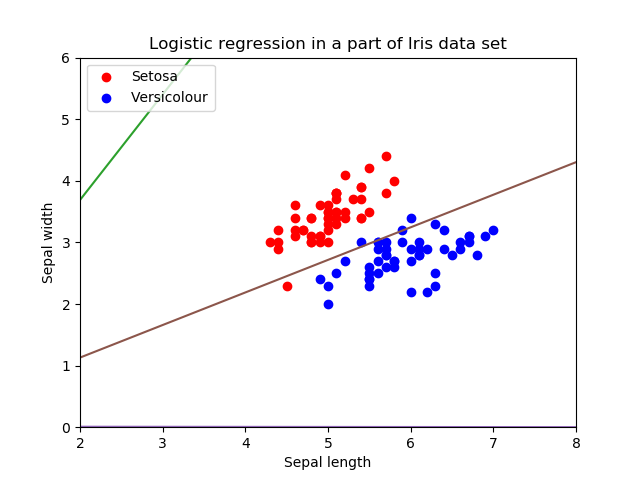 Logistic regression in a part of Iris data set
Setosa
Versicolour
Sepal width
6
5
4
3
2
1
0
2 3 4 5 6 7 8
Sepal length